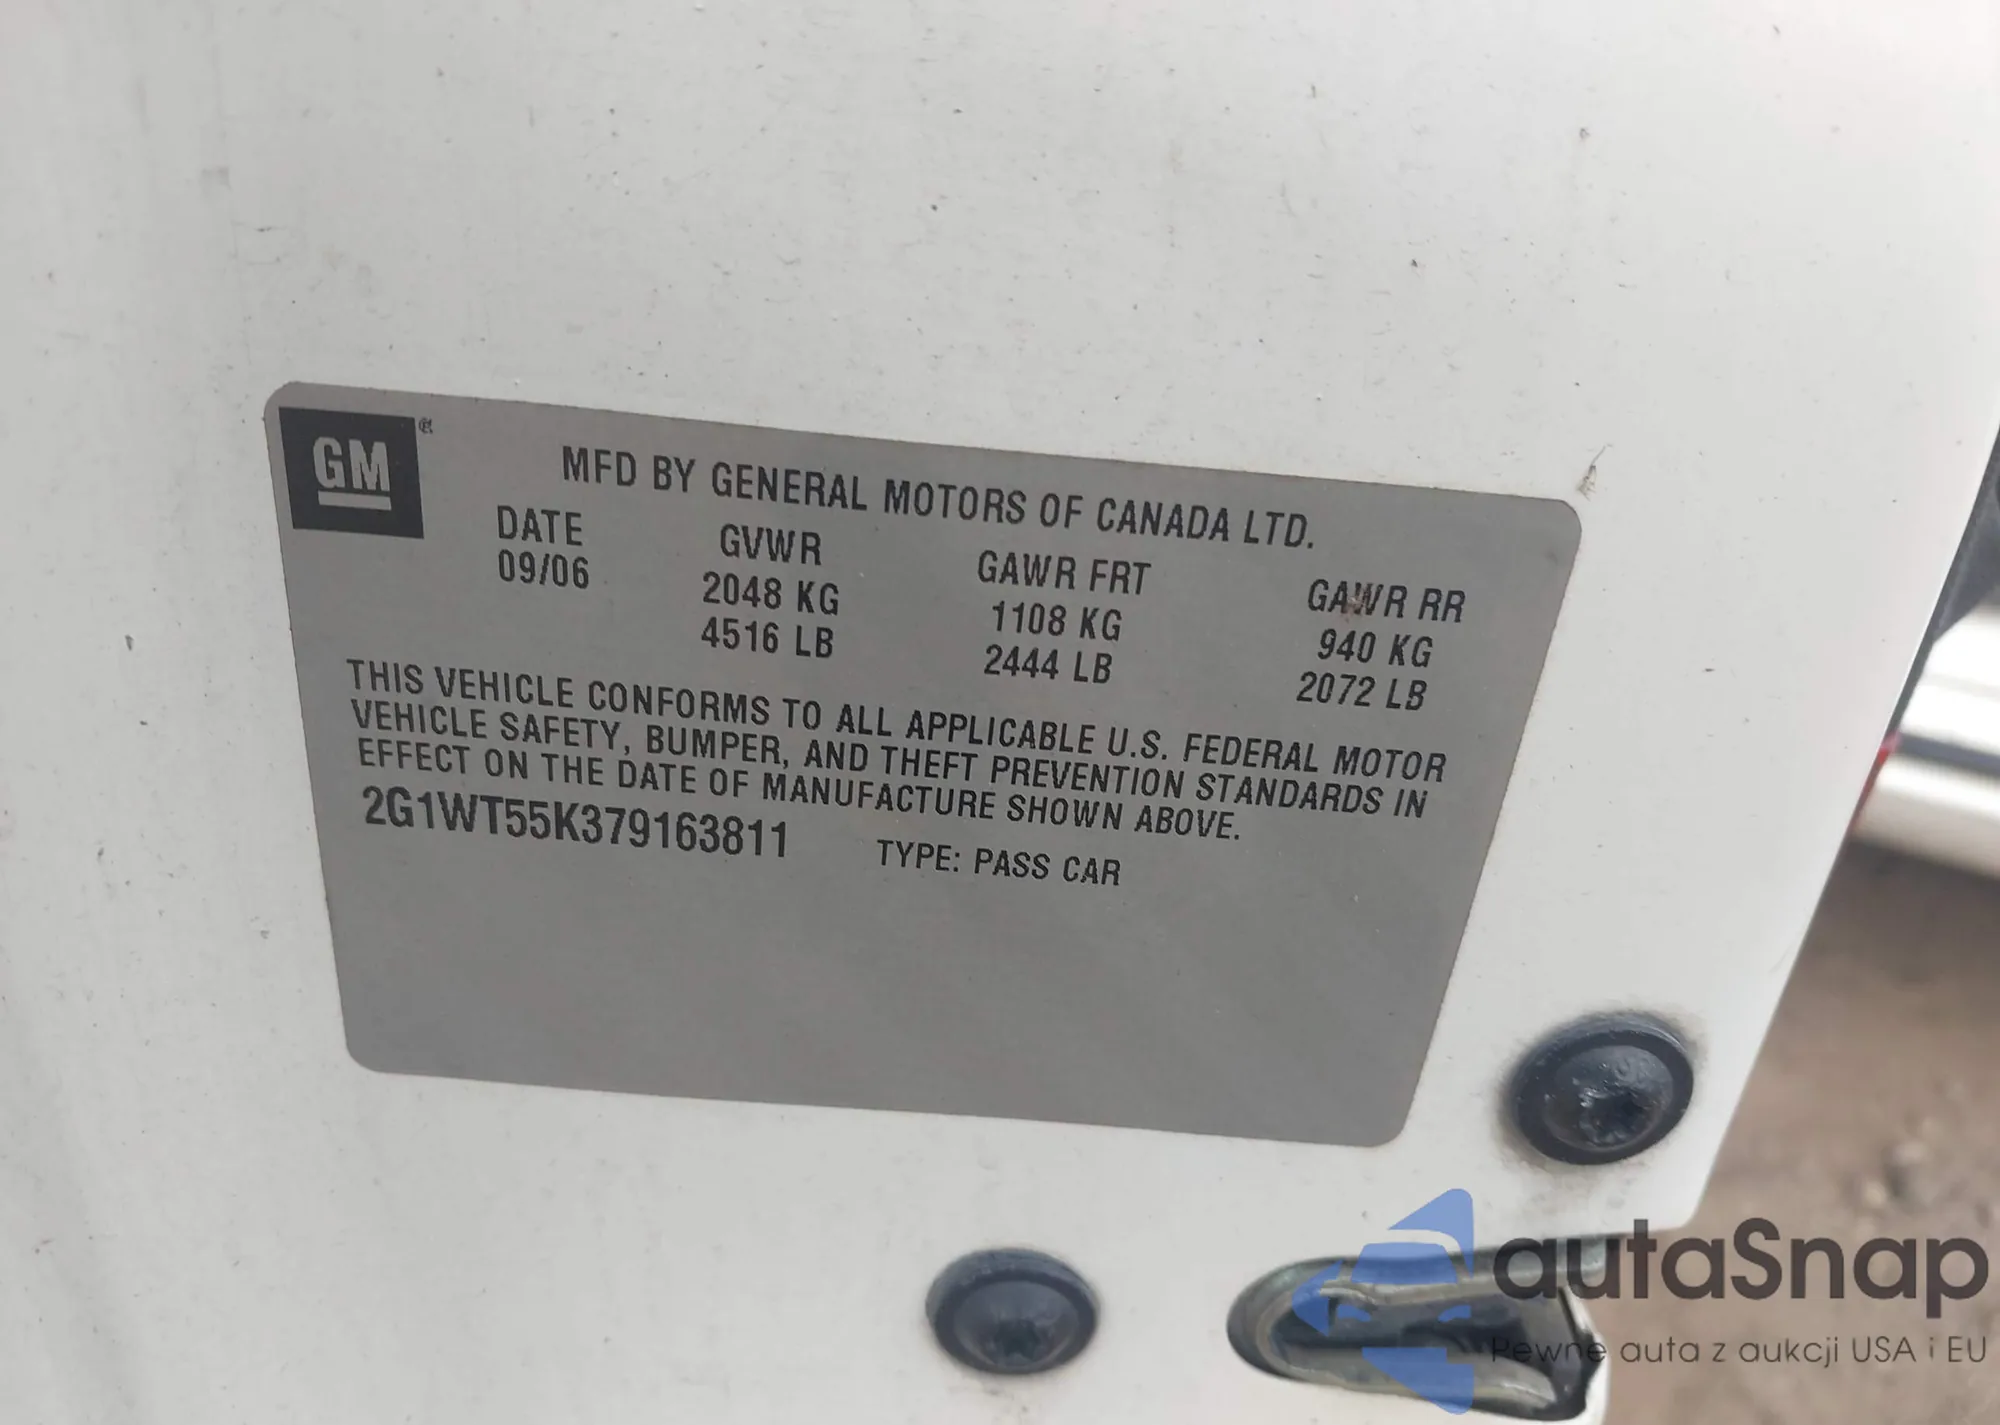 GM
MFD BY GENERAL MOTORS OF CANADA LTD.
DATE GVWR GAWR FRT GAWR RR
09/06 2048 KG 1108 KG 940 KG
4516 LB 2444 LB 2072 LB
THIS VEHICLE CONFORMS TO ALL APPLICABLE U.S. FEDERAL MOTOR
VEHICLE SAFETY, BUMPER, AND THEFT PREVENTION STANDARDS IN
EFFECT ON THE DATE OF MANUFACTURE SHOWN ABOVE.
2G1WT55K379163811 TYPE: PASS CAR
autaSnap
Pewne auta z aukcji USA i EU